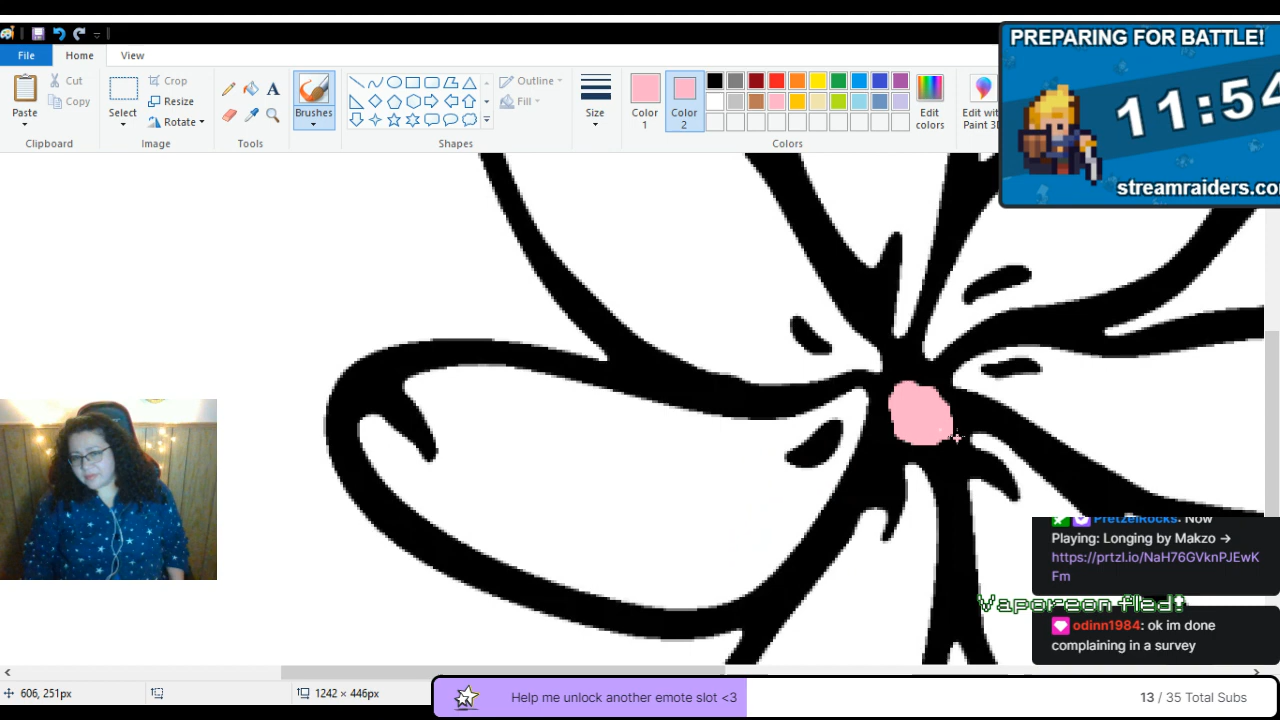 File
Home
View
Paste
Cut
Copy
Clipboard
Select
Crop
Resize
Rotate
Image
A
Tools
Brushes
Outline
Fill
Shapes
Size
Color
1
Color
2
Edit
colors
Edit with
Paint 3D
Colors
PREPARING FOR BATTLE!
11:54
streamraiders.co
PretzelRocks: Now
Playing: Longing by Makzo →
https://prtzl.io/NaH76GVknPJEwK
Fm
Vaporeon fled!
odinn1984: ok im done
complaining in a survey
606, 251px
1242 × 446px
Help me unlock another emote slot <3
13 / 35 Total Subs